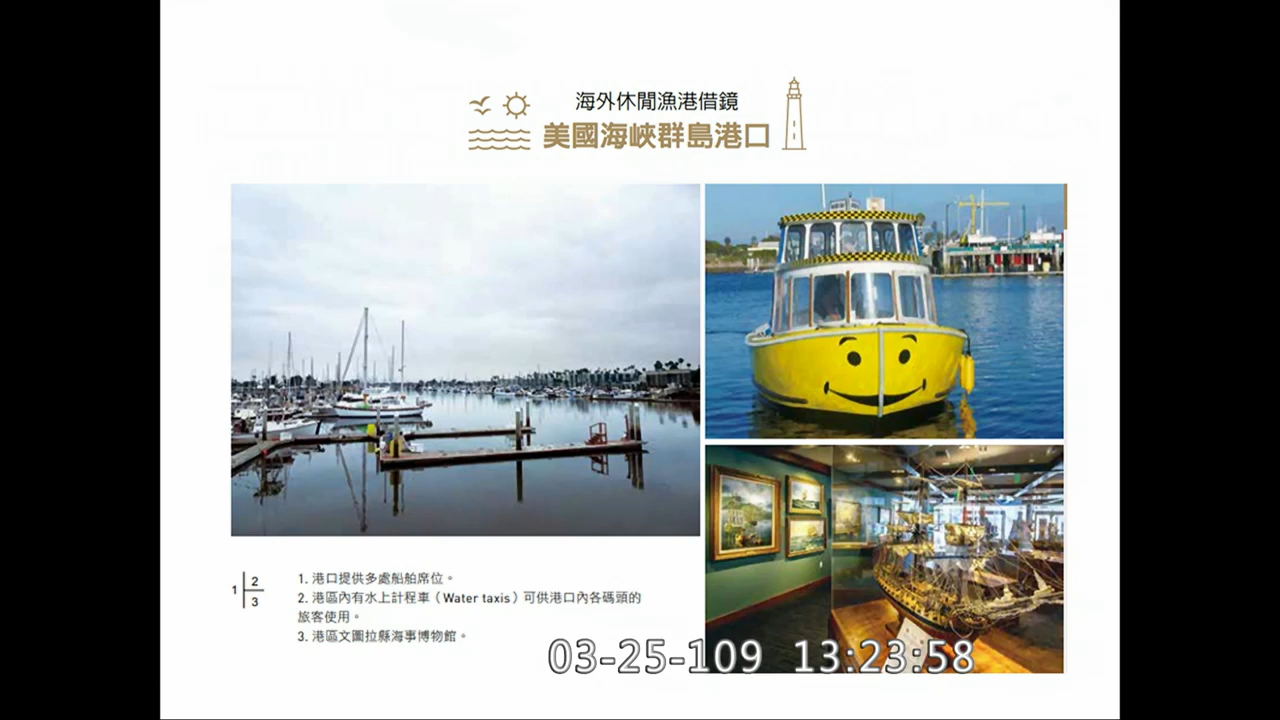 海外休閒漁港借鏡
美國海峽群島港口
1 2
3
1. 港口提供多處船舶席位。
2. 港區內有水上計程車（Water taxis）可供港口內各碼頭的
旅客使用。
3. 港區文圖拉縣海事博物館。
03-25-109 13:23:58